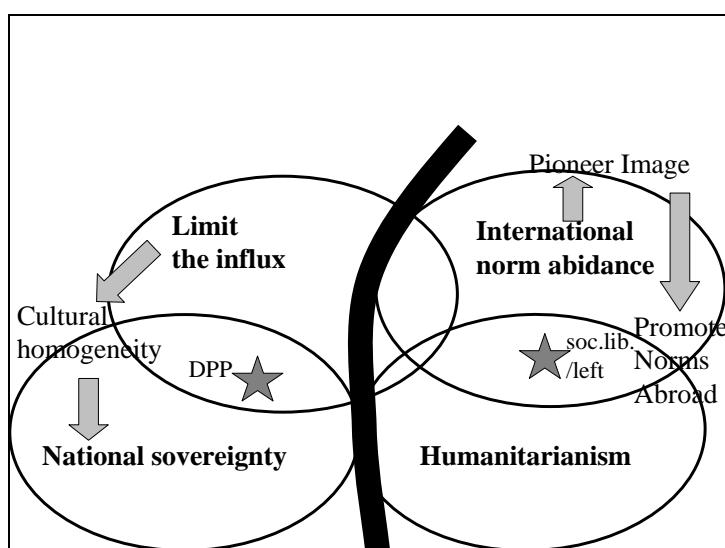 Pioneer Image
Limit
the influx
International
norm abidance
Cultural
homogeneity
DPP
soc.lib.
/left
Promote
Norms
Abroad
National sovereignty
Humanitarianism